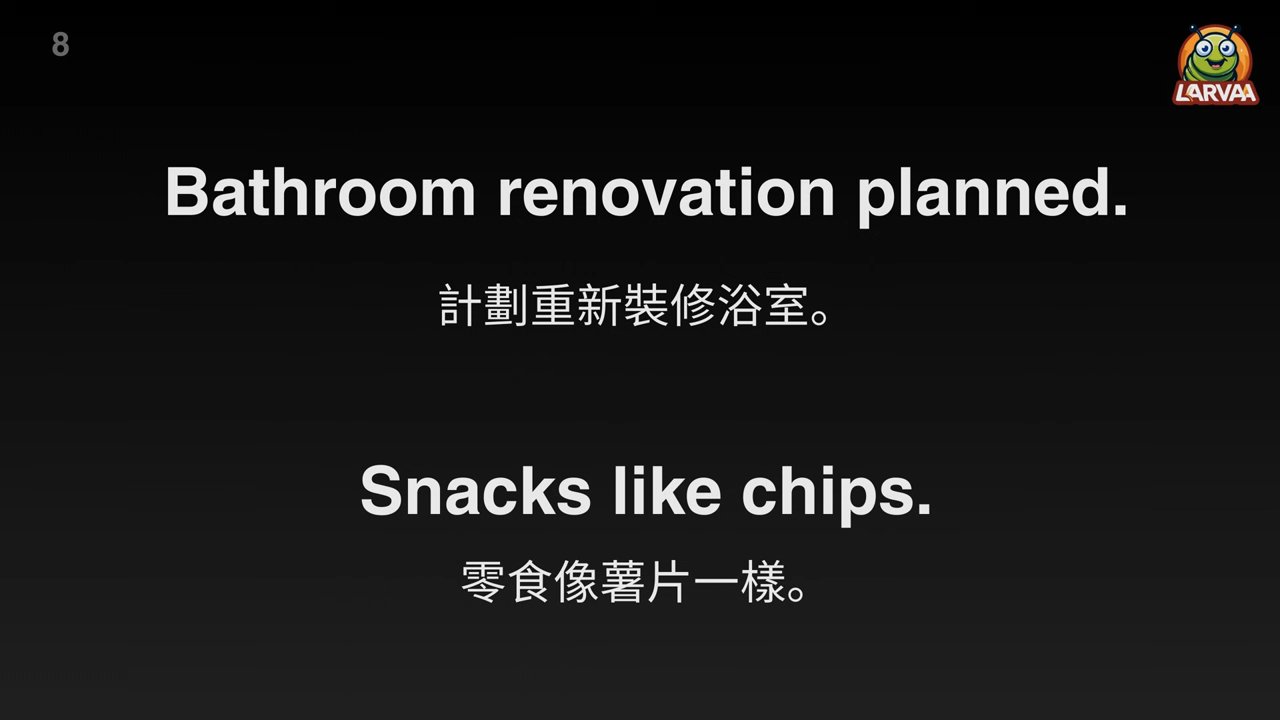 8
LARVAA
Bathroom renovation planned.
計劃重新裝修浴室。
Snacks like chips.
零食像薯片一樣。